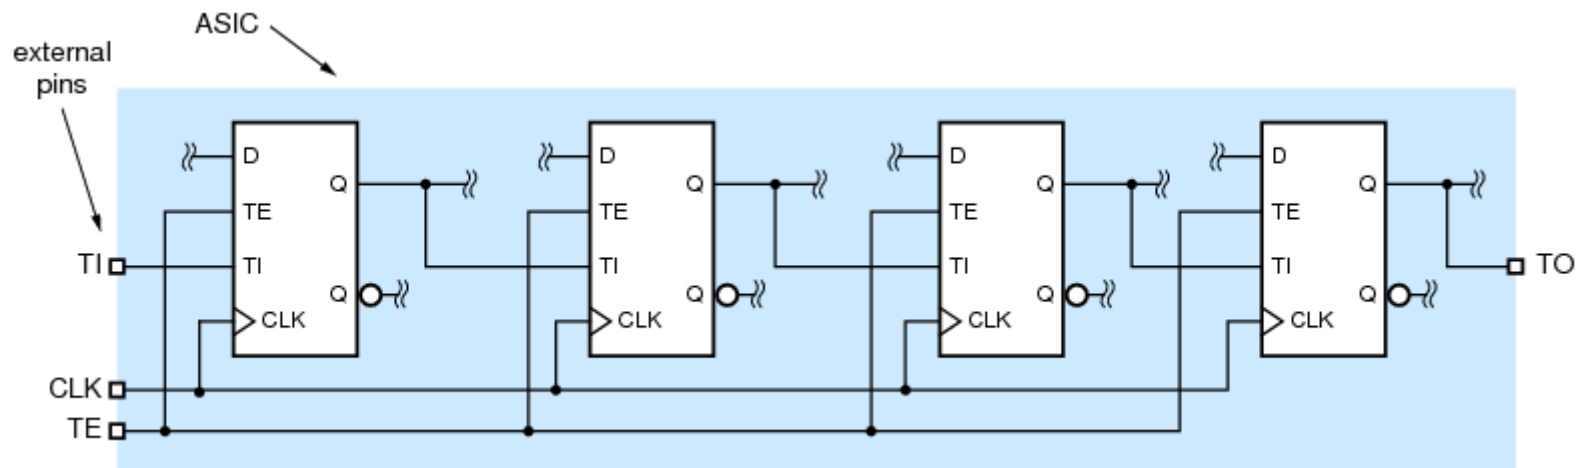 ASIC
external
pins
D
Q
TE
TI
Q
CLK
D
Q
TE
TI
Q
CLK
D
Q
TE
TI
Q
CLK
D
Q
TE
TI
Q
CLK
TI
TO
CLK
TE